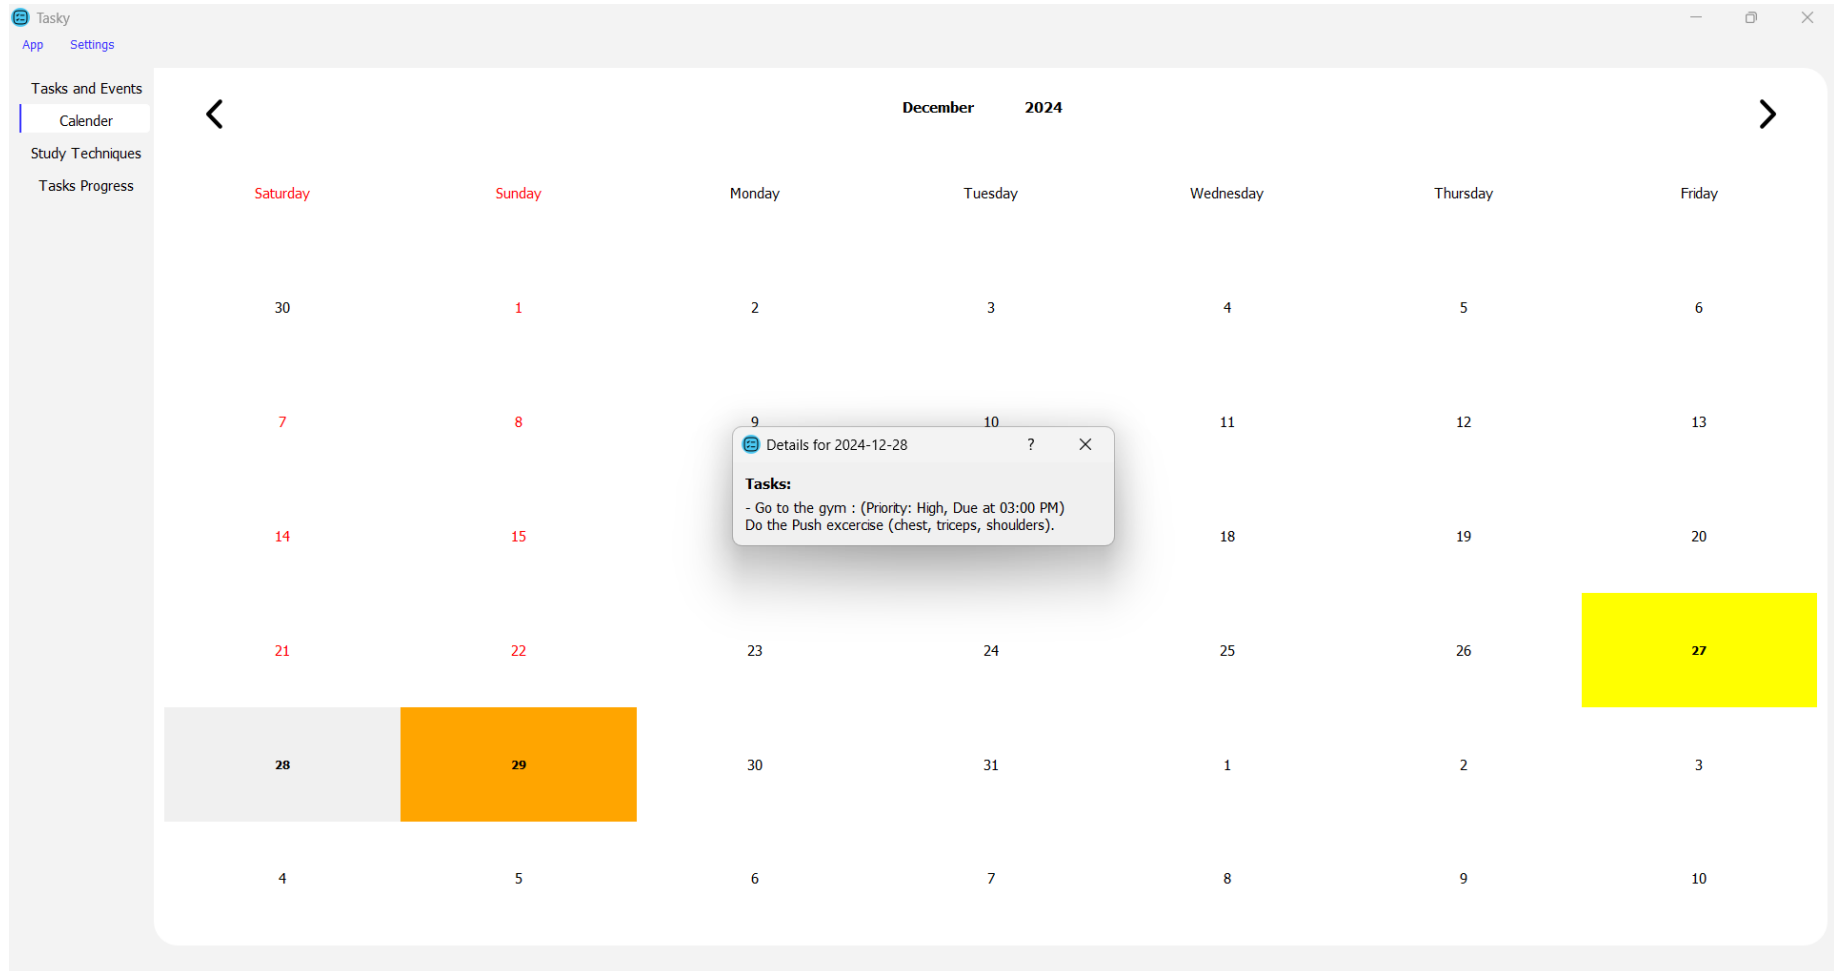 Tasky
App Settings
Tasks and Events
Calender
Study Techniques
Tasks Progress
December 2024
Saturday Sunday Monday Tuesday Wednesday Thursday Friday
30 1 2 3 4 5 6
7 8 9 10 11 12 13
Details for 2024-12-28 ?
Tasks:
- Go to the gym : (Priority: High, Due at 03:00 PM)
Do the Push excercise (chest, triceps, shoulders).
14 15 18 19 20
21 22 23 24 25 26 27
28 29 30 31 1 2 3
4 5 6 7 8 9 10